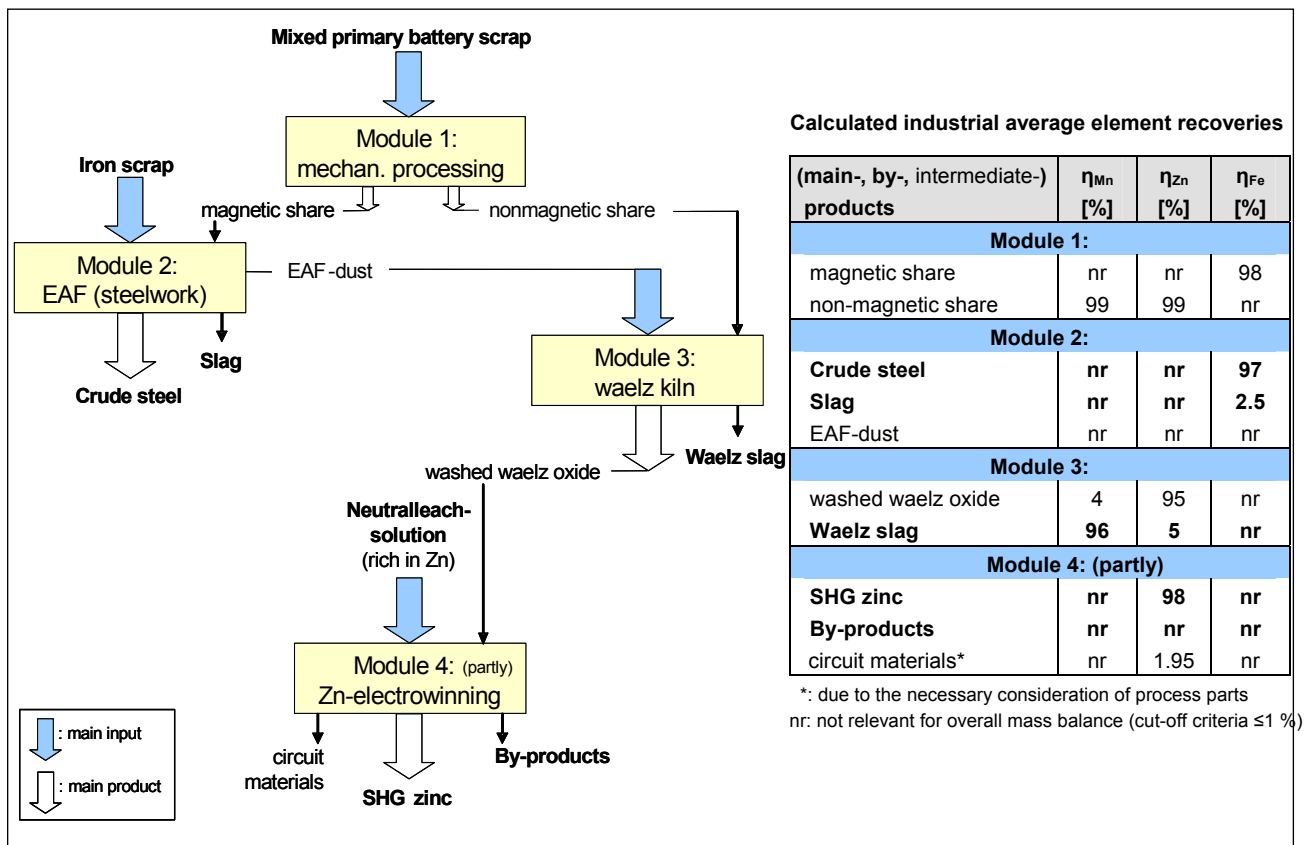 Mixed primary battery scrap
Module 1:
mechan. processing
Iron scrap
magnetic share
nonmagnetic share
Module 2:
EAF (steelwork)
EAF-dust
Slag
Crude steel
Module 3:
waelz kiln
Waelz slag
washed waelz oxide
Neutralleach-
solution
(rich in Zn)
Module 4: (partly)
Zn-electrowinning
circuit
materials
By-products
SHG zinc
: main input
: main product
Calculated industrial average element recoveries
(main-, by-, intermediate-) ηMn ηZn ηFe
products [%] [%] [%]
Module 1:
magnetic share nr nr 98
non-magnetic share 99 99 nr
Module 2:
Crude steel nr nr 97
Slag nr nr 2.5
EAF-dust nr nr nr
Module 3:
washed waelz oxide 4 95 nr
Waelz slag 96 5 nr
Module 4: (partly)
SHG zinc nr 98 nr
By-products nr nr nr
circuit materials* nr 1.95 nr
*: due to the necessary consideration of process parts
nr: not relevant for overall mass balance (cut-off criteria ≤1 %)